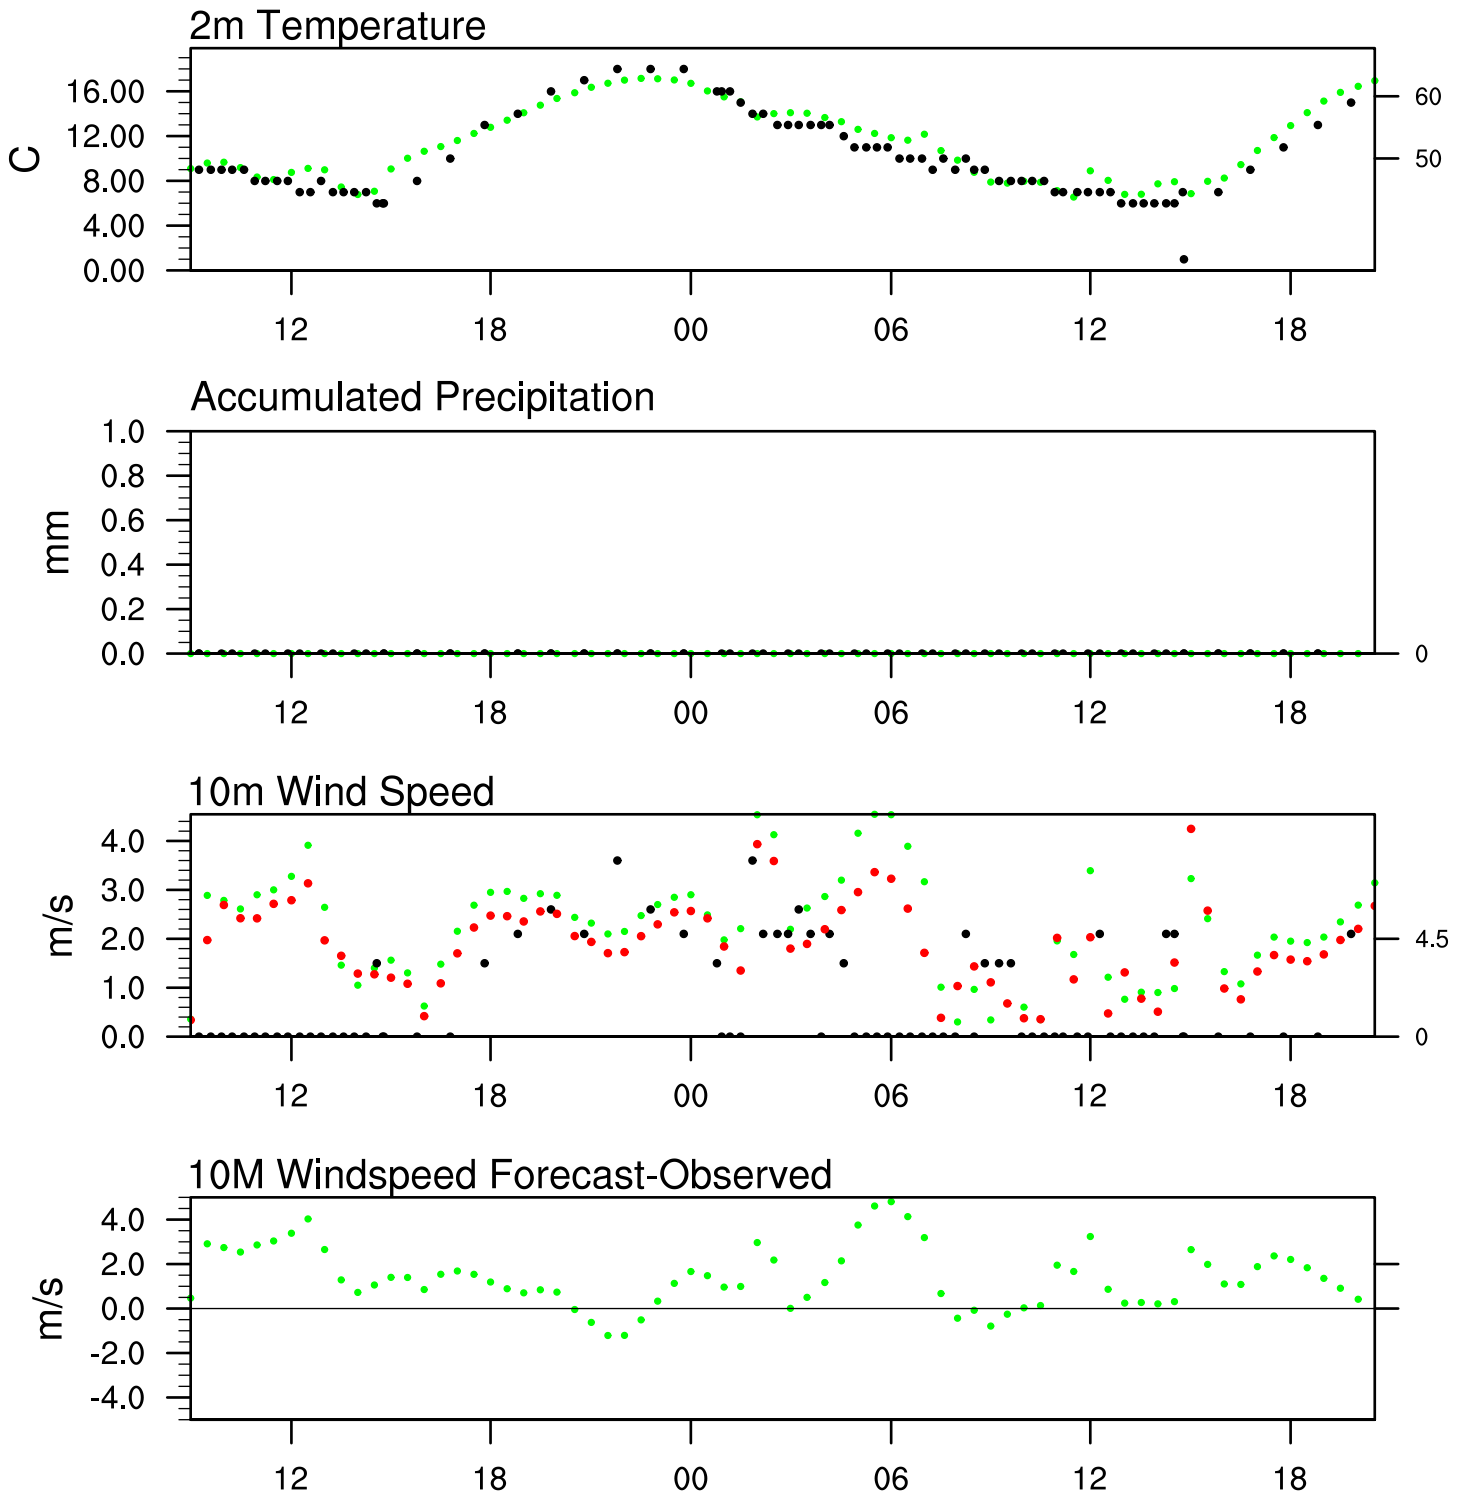 2m Temperature
16.00
12.00
8.00
4.00
0.00
C
60
50
12 18 00 06 12 18
Accumulated Precipitation
1.0
0.8
0.6
0.4
0.2
0.0
mm
0
12 18 00 06 12 18
10m Wind Speed
4.0
3.0
2.0
1.0
0.0
m/s
4.5
0
12 18 00 06 12 18
10M Windspeed Forecast-Observed
4.0
2.0
0.0
-2.0
-4.0
m/s
12 18 00 06 12 18